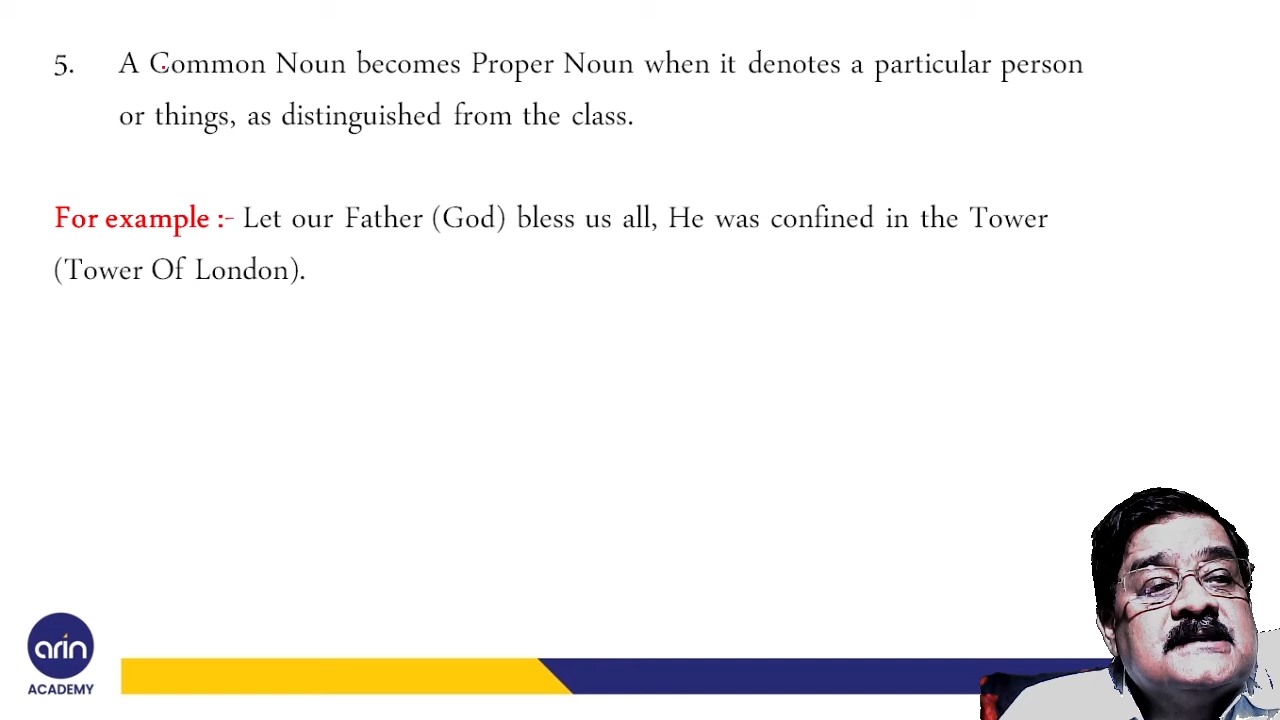 5. A Common Noun becomes Proper Noun when it denotes a particular person
or things, as distinguished from the class.
For example :- Let our Father (God) bless us all, He was confined in the Tower
(Tower Of London).
arin
ACADEMY